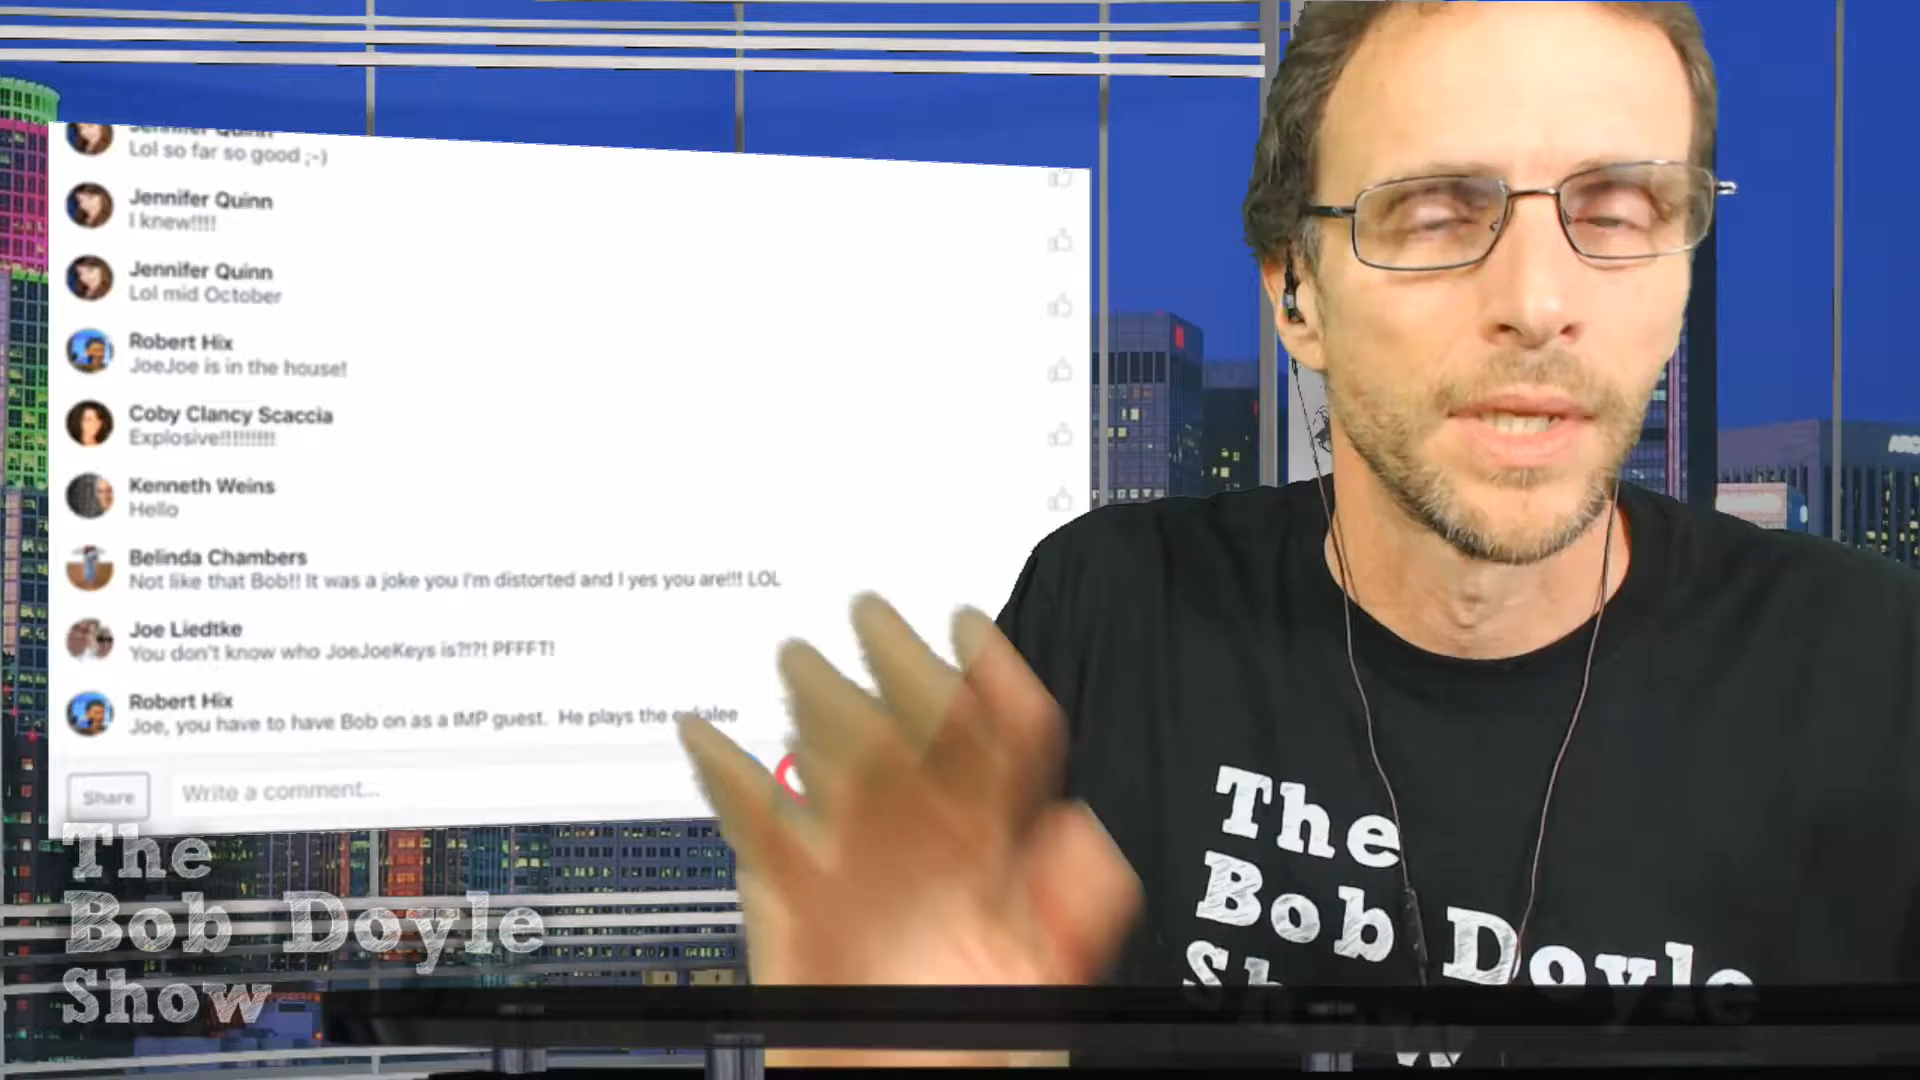 Jennifer Quinn
Lol so far so good ;-)
Jennifer Quinn
I knew!!!!
Jennifer Quinn
Lol mid October
Robert Hix
JoeJoe is in the house!
Coby Clancy Scaccia
Explosive!!!!!!!!!
Kenneth Weins
Hello
Belinda Chambers
Not like that Bob!! It was a joke you I'm distorted and I yes you are!!! LOL
Joe Liedtke
You don't know who JoeJoeKeys is?!?! PFFFT!
Robert Hix
Joe, you have to have Bob on as a IMP guest. He plays the
Share
Write a comment...
The
Bob Doyle
Show
The
Bob Doyle
Show